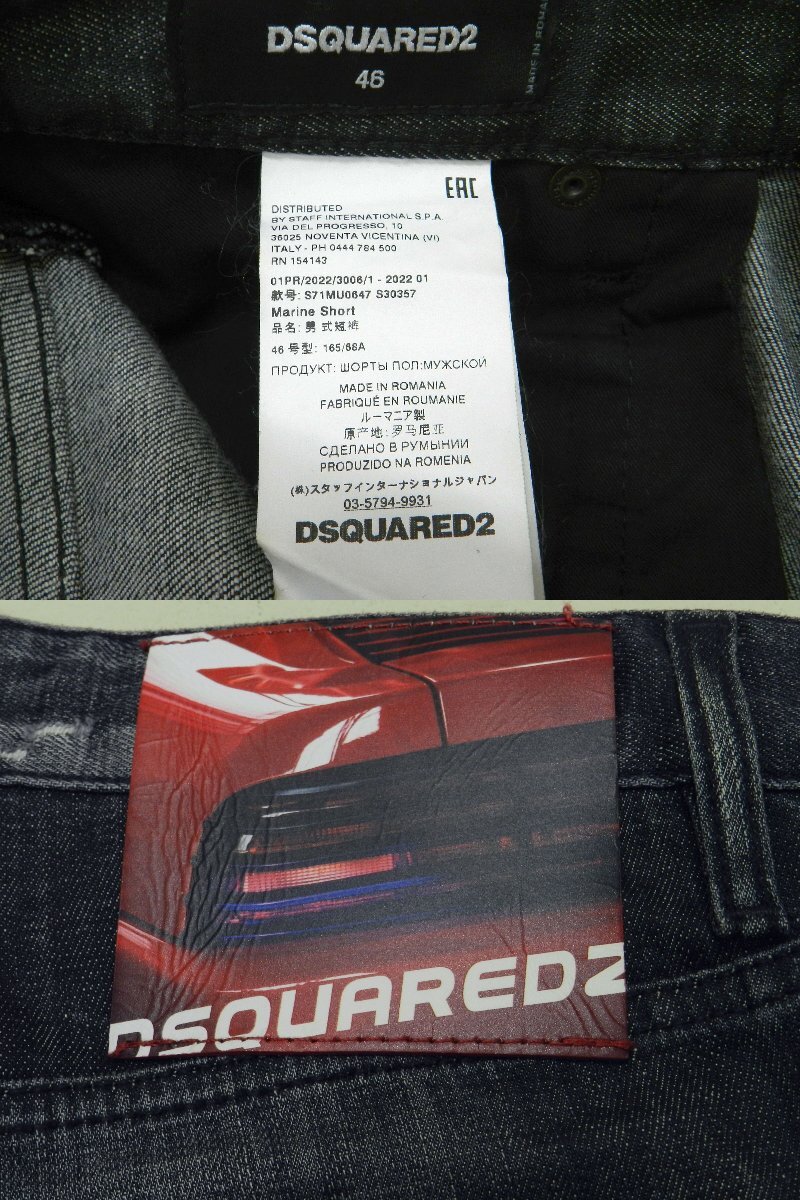 DSQUARED2
46
MADE IN ROMA
EAC
DISTRIBUTED
BY STAFF INTERNATIONAL S.P.A.
VIA DEL PROGRESSO, 10
36025 NOVENTA VICENTINA (VI)
ITALY - PH 0444 784 500
RN 154143
01PR/2022/3006/1 - 2022 01
款号: S71MU0647 S30357
Marine Short
品名: 男式短裤
46 号型: 165/68A
ПРОДУКТ: ШОРТЫ ПОЛ:МУЖСКОЙ
MADE IN ROMANIA
FABRIQUÉ EN ROUMANIE
ルーマニア製
原产地: 罗马尼亚
СДЕЛАНО В РУМЫНИИ
PRODUZIDO NA ROMENIA
(株)スタッフインターナショナルジャパン
03-5794-9931
DSQUARED2
DSQUARED2